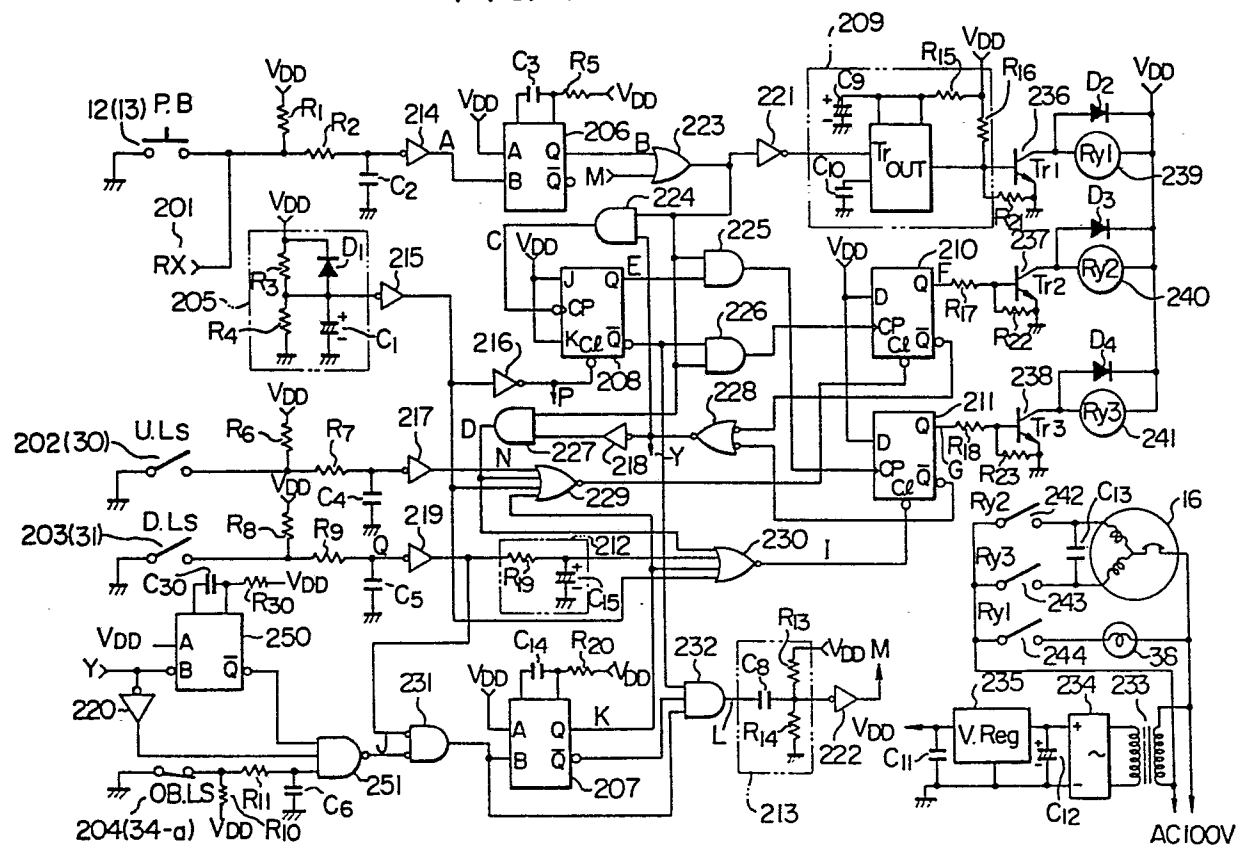 209
VDD
VDD
C3
R5
VDD
R15
R16
236
D2
VDD
P.B
12(13)
R1
R2
214
A
206
B
223
221
C9
+
-
Tr
OUT
Tr1
Ry1
239
A
Q
B
Q
M
C2
C10
R21
201
RX
VDD
D1
205
R3
R4
+
-
C1
215
224
C
VDD
225
E
J
Q
CP
K
Cl
Q
208
226
VDD
210
D
Q
CP
Cl
Q
F
R17
237
D3
Tr2
Ry2
240
R22
216
P
228
211
238
D4
D
227
218
Y
D
Q
CP
Cl
Q
R18
G
Tr3
Ry3
241
R23
VDD
U.LS
202(30)
R6
R7
217
N
229
C4
VDD
D.LS
203(31)
R8
R9
219
Q
C5
212
R19
+
-
C15
230
I
Ry2
242
C13
16
Ry3
243
Ry1
244
36
C30
VDD
R30
250
VDD
A
Y
B
Q
220
231
J
251
OB.LS
204(34-a)
R11
R10
VDD
C6
C14
R20
VDD
VDD
A
Q
B
Q
K
207
232
L
R13
VDD
M
C8
R14
222
213
235
234
233
VDD
V.Reg
C11
+
C12
+
~
-
AC100V